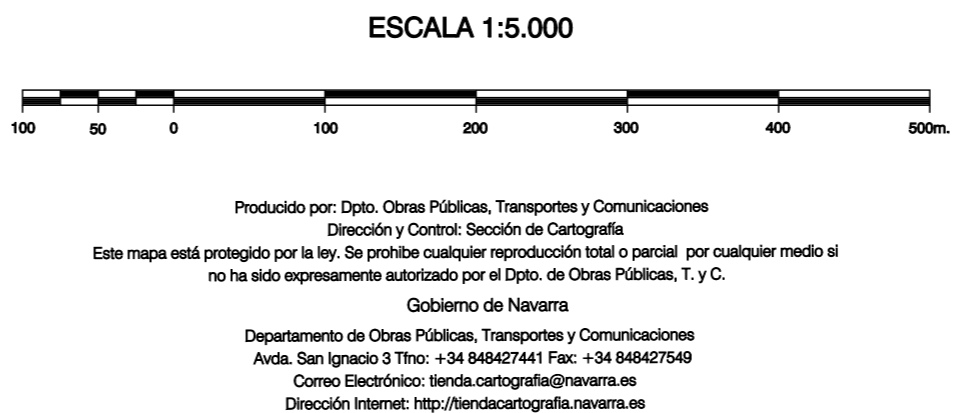 ESCALA 1:5.000
100 50 0 100 200 300 400 500m.
Producido por: Dpto. Obras Públicas, Transportes y Comunicaciones
Dirección y Control: Sección de Cartografía
Este mapa está protegido por la ley. Se prohibe cualquier reproducción total o parcial por cualquier medio si
no ha sido expresamente autorizado por el Dpto. de Obras Públicas, T. y C.
Gobierno de Navarra
Departamento de Obras Públicas, Transportes y Comunicaciones
Avda. San Ignacio 3 Tfno: +34 848427441 Fax: +34 848427549
Correo Electrónico: tienda.cartografia@navarra.es
Dirección Internet: http://tiendacartografia.navarra.es